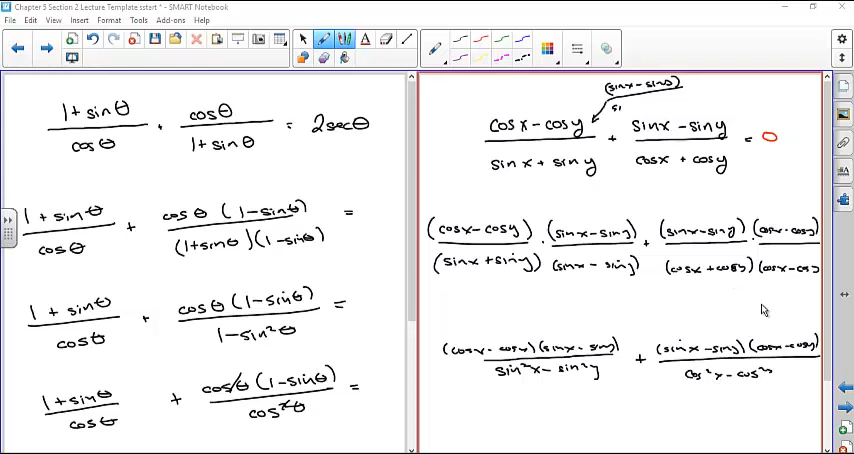 Chapter 5 Section 2 Lecture Template sstart * - SMART Notebook
File Edit View Insert Format Tools Add-ons Help
(1+sinθ)/cosθ + cosθ/(1+sinθ) = 2secθ
(1+sinθ)/cosθ + cosθ(1-sinθ)/(1+sinθ)(1-sinθ) =
(1+sinθ)/cosθ + cosθ(1-sinθ)/(1-sin²θ) =
(1+sinθ)/cosθ + cosθ(1-sinθ)/cos²θ =
(sinx-siny)
(cosx-cosy)/(sinx+siny) + (sinx-siny)/(cosx+cosy) = 0
(cosx-cosy)/(sinx+siny) · (sinx-siny)/(sinx-siny) + (sinx-siny)/(cosx+cosy) · (cosx-cosy)/(cosx-cosy
(cosx-cosy)(sinx-siny)/(sin²x-sin²y) + (sinx-siny)(cosx-cosy)/(cos²x-cos²y